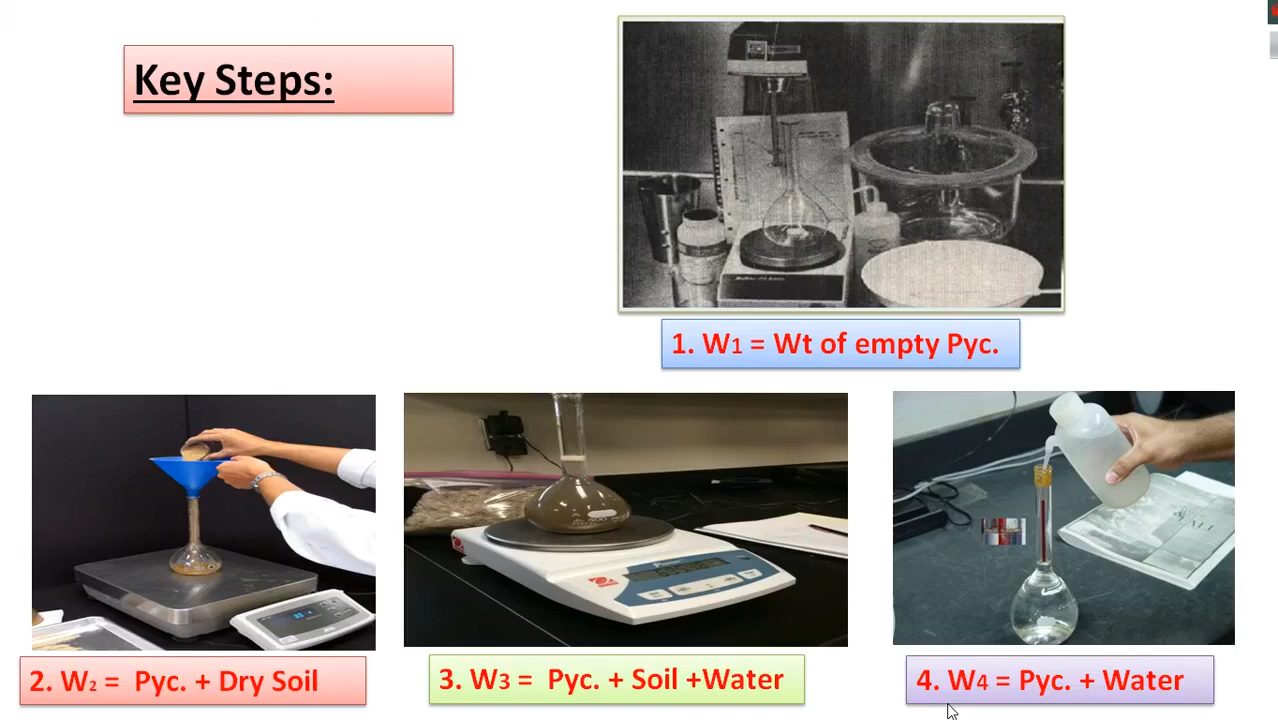 Key Steps:
1. W1 = Wt of empty Pyc.
2. W2 = Pyc. + Dry Soil
3. W3 = Pyc. + Soil +Water
4. W4 = Pyc. + Water